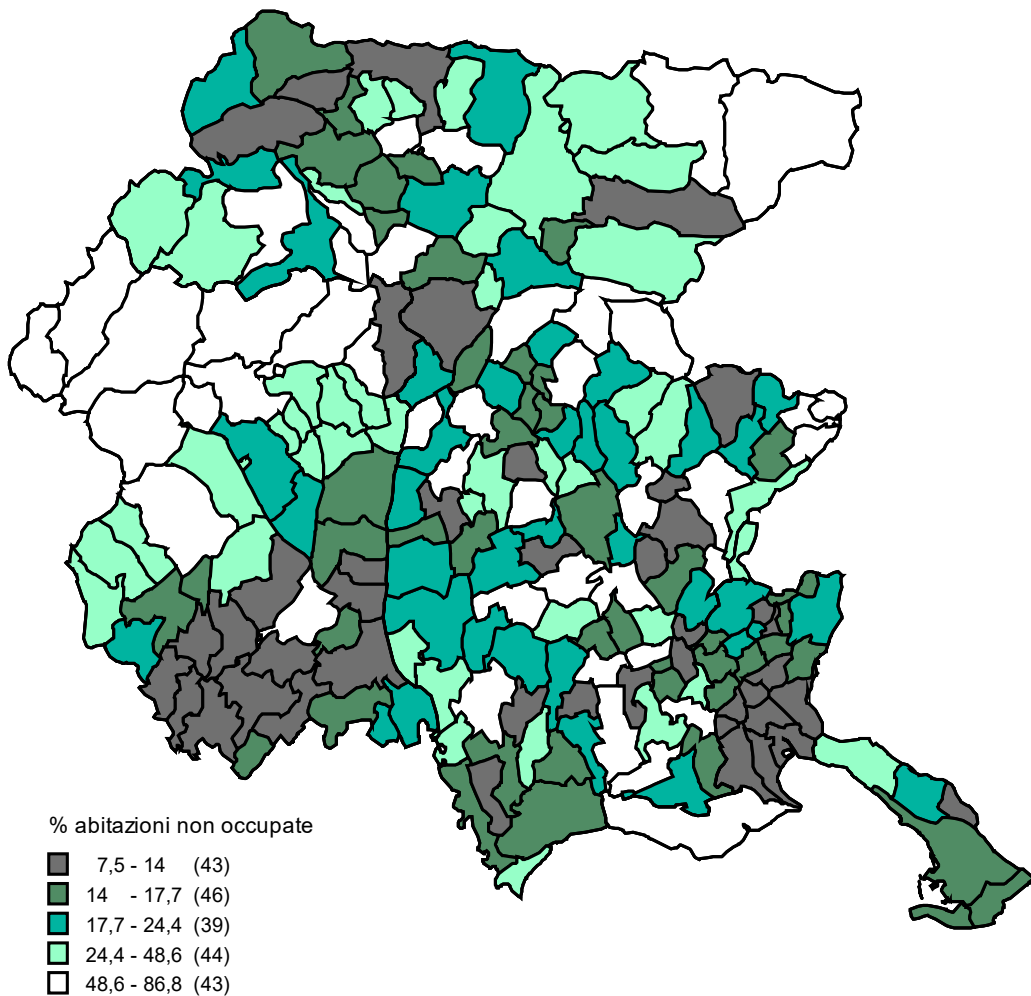 % abitazioni non occupate
7,5 - 14 (43)
14 - 17,7 (46)
17,7 - 24,4 (39)
24,4 - 48,6 (44)
48,6 - 86,8 (43)